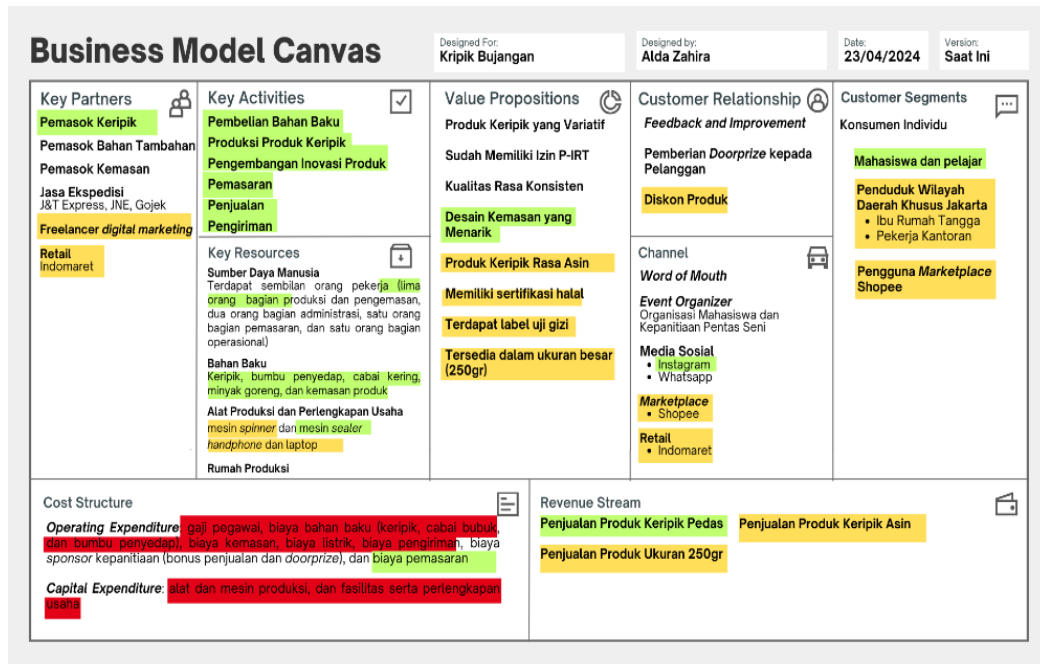 Business Model Canvas
Designed For:
Kripik Bujangan
Designed by:
Alda Zahira
Date:
23/04/2024
Version:
Saat Ini
Key Partners
Pemasok Keripik
Pemasok Bahan Tambahan
Pemasok Kemasan
Jasa Ekspedisi
J&T Express, JNE, Gojek
Freelancer digital marketing
Retail
Indomaret
Key Activities
Pembelian Bahan Baku
Produksi Produk Keripik
Pengembangan Inovasi Produk
Pemasaran
Penjualan
Pengiriman
Key Resources
Sumber Daya Manusia
Terdapat sembilan orang pekerja (lima
orang bagian produksi dan pengemasan,
dua orang bagian administrasi, satu orang
bagian pemasaran, dan satu orang bagian
operasional)
Bahan Baku
Keripik, bumbu penyedap, cabai kering,
minyak goreng, dan kemasan produk
Alat Produksi dan Perlengkapan Usaha
mesin spinner dan mesin sealer
handphone dan laptop
Rumah Produksi
Value Propositions
Produk Keripik yang Variatif
Sudah Memiliki Izin P-IRT
Kualitas Rasa Konsisten
Desain Kemasan yang
Menarik
Produk Keripik Rasa Asin
Memiliki sertifikasi halal
Terdapat label uji gizi
Tersedia dalam ukuran besar
(250gr)
Customer Relationship
Feedback and Improvement
Pemberian Doorprize kepada
Pelanggan
Diskon Produk
Channel
Word of Mouth
Event Organizer
Organisasi Mahasiswa dan
Kepanitiaan Pentas Seni
Media Sosial
• Instagram
• Whatsapp
Marketplace
• Shopee
Retail
• Indomaret
Customer Segments
Konsumen Individu
Mahasiswa dan pelajar
Penduduk Wilayah
Daerah Khusus Jakarta
• Ibu Rumah Tangga
• Pekerja Kantoran
Pengguna Marketplace
Shopee
Cost Structure
Operating Expenditure: gaji pegawai, biaya bahan baku (keripik, cabai bubuk,
dan bumbu penyedap), biaya kemasan, biaya listrik, biaya pengiriman, biaya
sponsor kepanitiaan (bonus penjualan dan doorprize), dan biaya pemasaran
Capital Expenditure: alat dan mesin produksi, dan fasilitas serta perlengkapan
usaha
Revenue Stream
Penjualan Produk Keripik Pedas
Penjualan Produk Keripik Asin
Penjualan Produk Ukuran 250gr